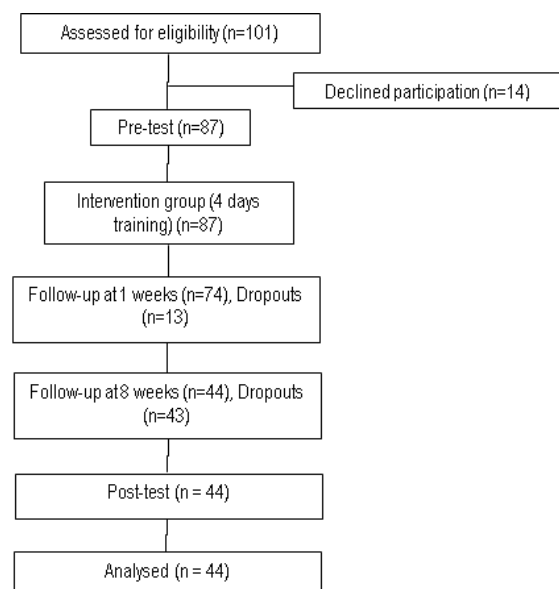 Assessed for eligibility (n=101)
Declined participation (n=14)
Pre-test (n=87)
Intervention group (4 days
training) (n=87)
Follow-up at 1 weeks (n=74), Dropouts
(n=13)
Follow-up at 8 weeks (n=44), Dropouts
(n=43)
Post-test (n = 44)
Analysed (n = 44)